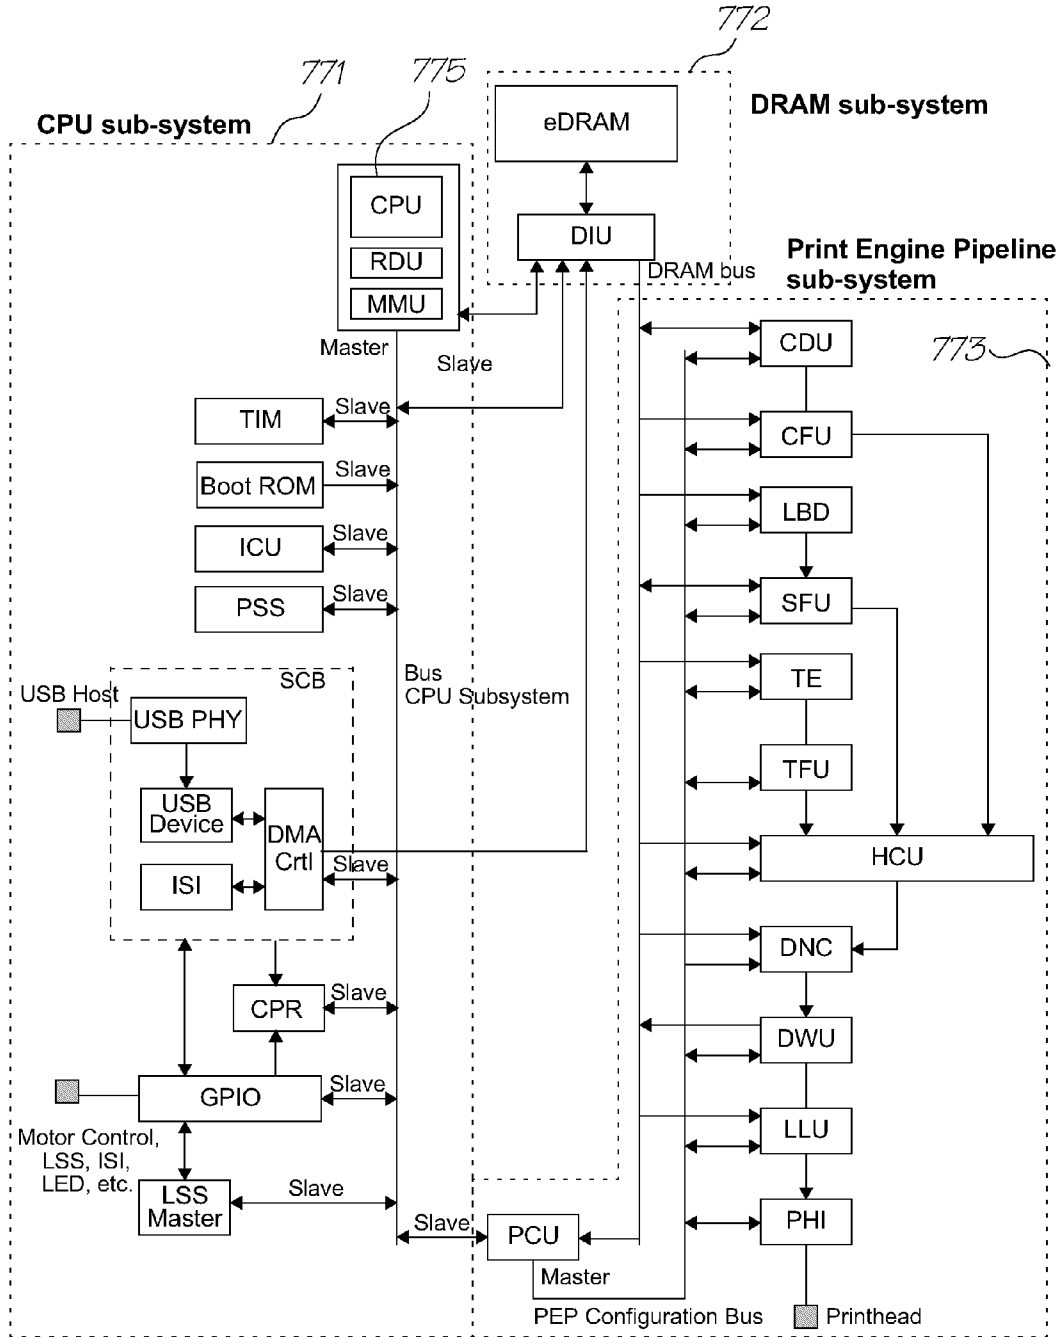 772
771
775
DRAM sub-system
CPU sub-system
eDRAM
CPU
DIU
RDU
MMU
DRAM bus
Print Engine Pipeline
sub-system
773
Master
Slave
CDU
TIM
Slave
CFU
Boot ROM
Slave
LBD
ICU
Slave
PSS
Slave
SFU
SCB
Bus
CPU Subsystem
TE
USB Host
USB PHY
TFU
USB
Device
DMA
Crtl
Slave
HCU
ISI
DNC
CPR
Slave
DWU
GPIO
Slave
LLU
Motor Control,
LSS, ISI,
LED, etc.
LSS
Master
Slave
PHI
Slave
PCU
Master
PEP Configuration Bus
Printhead